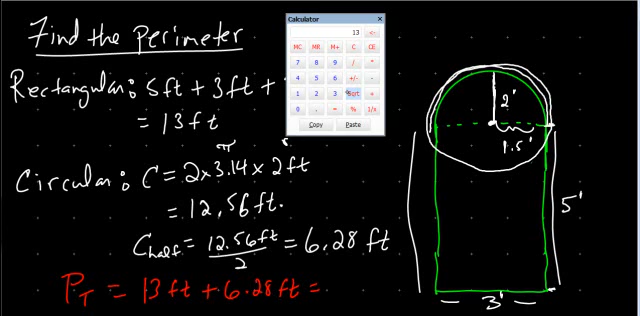 Find the Perimeter
Calculator ×
13 <-
MC MR M+ C CE
7 8 9 / *
4 5 6 +/- -
1 2 3 Sqrt +
0 . = % 1/x
Copy Paste
Rectangular: 5ft + 3ft +
= 13ft
π
Circular: C = 2 x 3.14 x 2ft
= 12.56 ft.
Chalf = 12.56ft / 2 = 6.28 ft
PT = 13ft + 6.28ft =
2'
1.5'
5'
3'